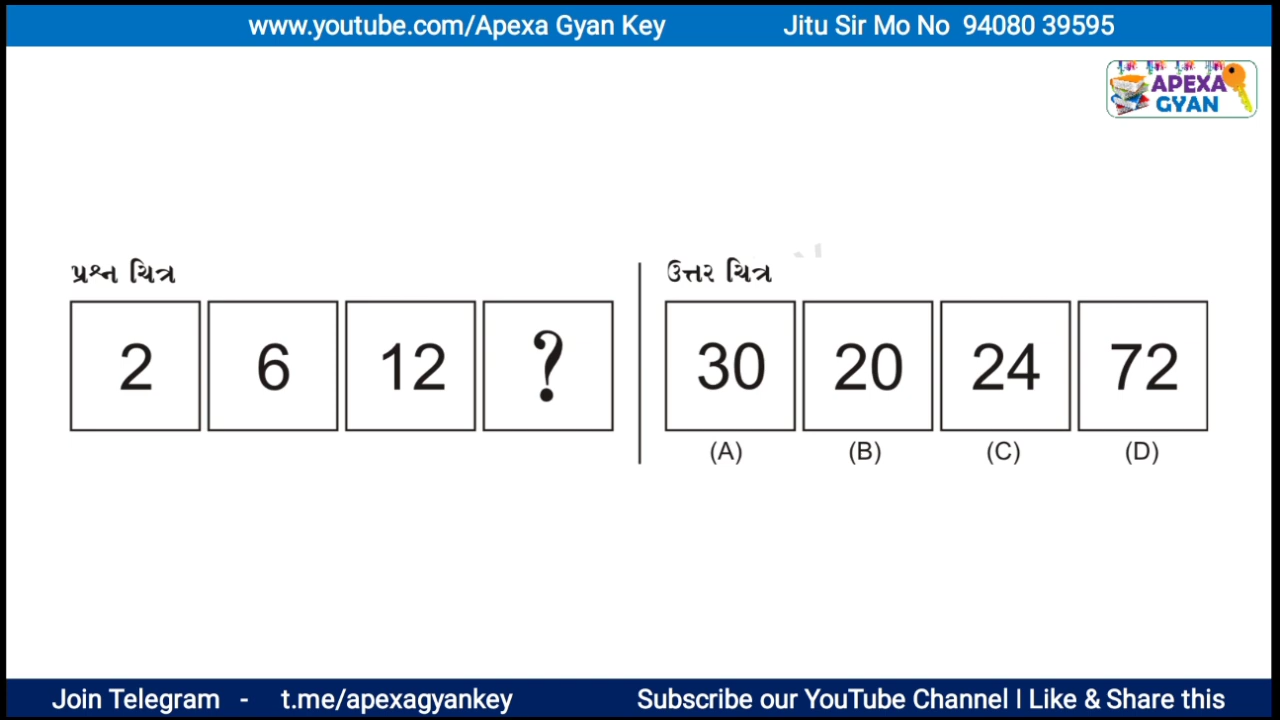 www.youtube.com/Apexa Gyan Key Jitu Sir Mo No 94080 39595
APEXA
GYAN
પ્રશ્ન ચિત્ર ઉત્તર ચિત્ર
2 6 12 ? 30 20 24 72
(A) (B) (C) (D)
Join Telegram - t.me/apexagyankey Subscribe our YouTube Channel | Like & Share this